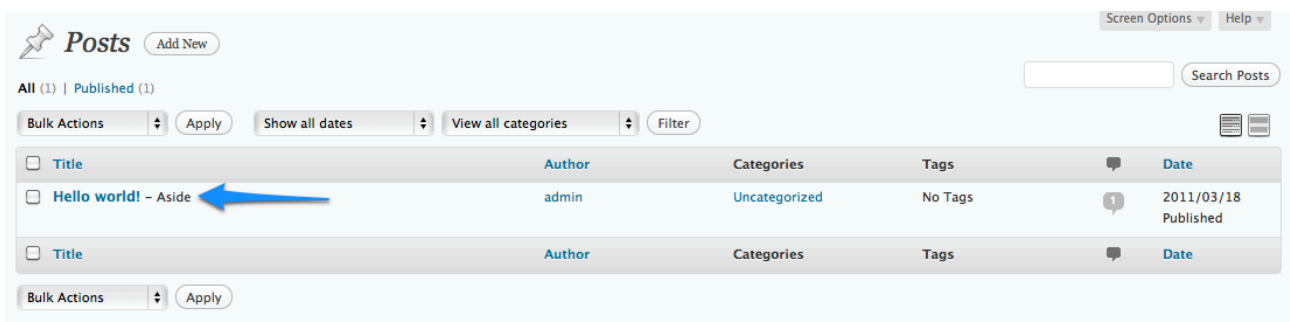 Screen Options Help
Posts Add New
Search Posts
All (1) | Published (1)
Bulk Actions Apply Show all dates View all categories Filter
Title Author Categories Tags Date
Hello world! – Aside admin Uncategorized No Tags 1 2011/03/18
Published
Title Author Categories Tags Date
Bulk Actions Apply